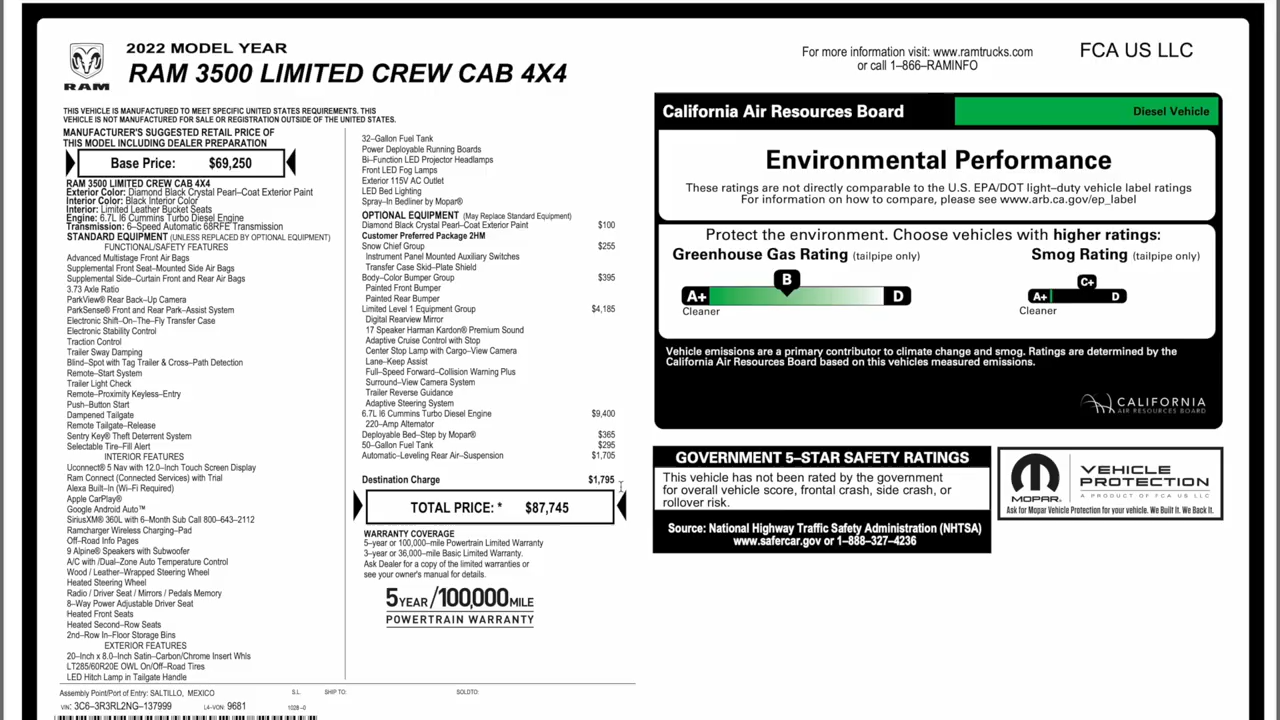 2022 MODEL YEAR
RAM 3500 LIMITED CREW CAB 4X4
RAM
For more information visit: www.ramtrucks.com
or call 1–866–RAMINFO
FCA US LLC
THIS VEHICLE IS MANUFACTURED TO MEET SPECIFIC UNITED STATES REQUIREMENTS. THIS
VEHICLE IS NOT MANUFACTURED FOR SALE OR REGISTRATION OUTSIDE OF THE UNITED STATES.
MANUFACTURER'S SUGGESTED RETAIL PRICE OF
THIS MODEL INCLUDING DEALER PREPARATION
Base Price: $69,250
RAM 3500 LIMITED CREW CAB 4X4
Exterior Color: Diamond Black Crystal Pearl–Coat Exterior Paint
Interior Color: Black Interior Color
Interior: Limited Leather Bucket Seats
Engine: 6.7L I6 Cummins Turbo Diesel Engine
Transmission: 6–Speed Automatic 68RFE Transmission
STANDARD EQUIPMENT (UNLESS REPLACED BY OPTIONAL EQUIPMENT)
FUNCTIONAL/SAFETY FEATURES
Advanced Multistage Front Air Bags
Supplemental Front Seat–Mounted Side Air Bags
Supplemental Side–Curtain Front and Rear Air Bags
3.73 Axle Ratio
ParkView® Rear Back–Up Camera
ParkSense® Front and Rear Park–Assist System
Electronic Shift–On–The–Fly Transfer Case
Electronic Stability Control
Traction Control
Trailer Sway Damping
Blind–Spot with Tag Trailer & Cross–Path Detection
Remote–Start System
Trailer Light Check
Remote–Proximity Keyless–Entry
Push–Button Start
Dampened Tailgate
Remote Tailgate–Release
Sentry Key® Theft Deterrent System
Selectable Tire–Fill Alert
INTERIOR FEATURES
Uconnect® 5 Nav with 12.0–Inch Touch Screen Display
Ram Connect (Connected Services) with Trial
Alexa Built–In (Wi–Fi Required)
Apple CarPlay®
Google Android Auto™
SiriusXM® 360L with 6–Month Sub Call 800–643–2112
Ramcharger Wireless Charging–Pad
Off–Road Info Pages
9 Alpine® Speakers with Subwoofer
A/C with /Dual–Zone Auto Temperature Control
Wood / Leather–Wrapped Steering Wheel
Heated Steering Wheel
Radio / Driver Seat / Mirrors / Pedals Memory
8–Way Power Adjustable Driver Seat
Heated Front Seats
Heated Second–Row Seats
2nd–Row In–Floor Storage Bins
EXTERIOR FEATURES
20–Inch x 8.0–Inch Satin–Carbon/Chrome Insert Whls
LT285/60R20E OWL On/Off–Road Tires
LED Hitch Lamp in Tailgate Handle
32–Gallon Fuel Tank
Power Deployable Running Boards
Bi–Function LED Projector Headlamps
Front LED Fog Lamps
Exterior 115V AC Outlet
LED Bed Lighting
Spray–In Bedliner by Mopar®
OPTIONAL EQUIPMENT (May Replace Standard Equipment)
Diamond Black Crystal Pearl–Coat Exterior Paint $100
Customer Preferred Package 2HM
Snow Chief Group $255
Instrument Panel Mounted Auxiliary Switches
Transfer Case Skid–Plate Shield
Body–Color Bumper Group $395
Painted Front Bumper
Painted Rear Bumper
Limited Level 1 Equipment Group $4,185
Digital Rearview Mirror
17 Speaker Harman Kardon® Premium Sound
Adaptive Cruise Control with Stop
Center Stop Lamp with Cargo–View Camera
Lane–Keep Assist
Full–Speed Forward–Collision Warning Plus
Surround–View Camera System
Trailer Reverse Guidance
Adaptive Steering System
6.7L I6 Cummins Turbo Diesel Engine $9,400
220–Amp Alternator
Deployable Bed–Step by Mopar® $365
50–Gallon Fuel Tank $295
Automatic–Leveling Rear Air–Suspension $1,705
Destination Charge $1,795
TOTAL PRICE: * $87,745
WARRANTY COVERAGE
5–year or 100,000–mile Powertrain Limited Warranty
3–year or 36,000–mile Basic Limited Warranty.
Ask Dealer for a copy of the limited warranties or
see your owner's manual for details.
5 YEAR/100,000 MILE
POWERTRAIN WARRANTY
California Air Resources Board
Diesel Vehicle
Environmental Performance
These ratings are not directly comparable to the U.S. EPA/DOT light–duty vehicle label ratings
For information on how to compare, please see www.arb.ca.gov/ep_label
Protect the environment. Choose vehicles with higher ratings:
Greenhouse Gas Rating (tailpipe only)
Smog Rating (tailpipe only)
B
A+ D
Cleaner
C+
A+ D
Cleaner
Vehicle emissions are a primary contributor to climate change and smog. Ratings are determined by the
California Air Resources Board based on this vehicles measured emissions.
CALIFORNIA
AIR RESOURCES BOARD
GOVERNMENT 5–STAR SAFETY RATINGS
This vehicle has not been rated by the government
for overall vehicle score, frontal crash, side crash, or
rollover risk.
Source: National Highway Traffic Safety Administration (NHTSA)
www.safercar.gov or 1–888–327–4236
MOPAR
VEHICLE
PROTECTION
A PRODUCT OF FCA US LLC
Ask for Mopar Vehicle Protection for your vehicle. We Built It. We Back It.
Assembly Point/Port of Entry: SALTILLO, MEXICO
S.L. SHIP TO: SOLDTO:
VIN: 3C6–3R3RL2NG–137999 L4–VON: 9681 1028–0